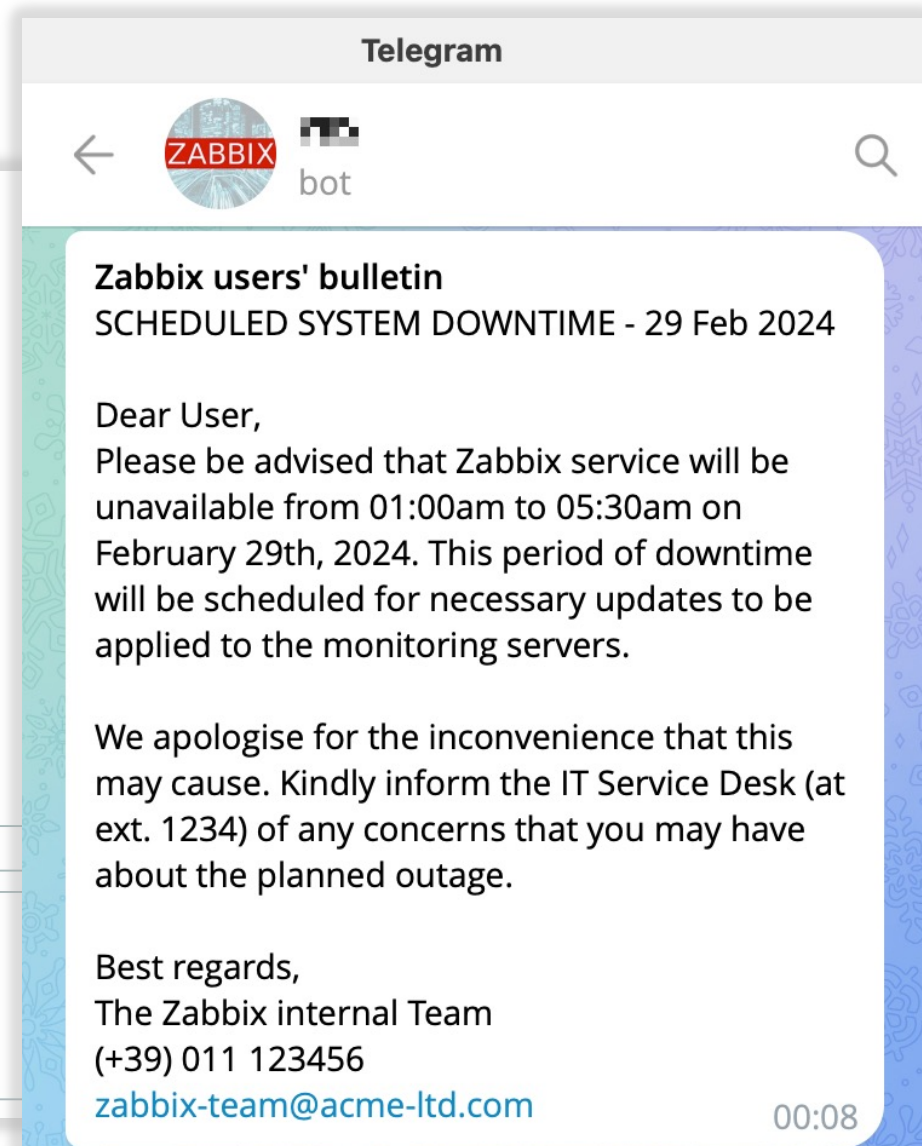 Telegram
ZABBIX
bot
Zabbix users' bulletin
SCHEDULED SYSTEM DOWNTIME - 29 Feb 2024
Dear User,
Please be advised that Zabbix service will be
unavailable from 01:00am to 05:30am on
February 29th, 2024. This period of downtime
will be scheduled for necessary updates to be
applied to the monitoring servers.
We apologise for the inconvenience that this
may cause. Kindly inform the IT Service Desk (at
ext. 1234) of any concerns that you may have
about the planned outage.
Best regards,
The Zabbix internal Team
(+39) 011 123456
zabbix-team@acme-ltd.com
00:08